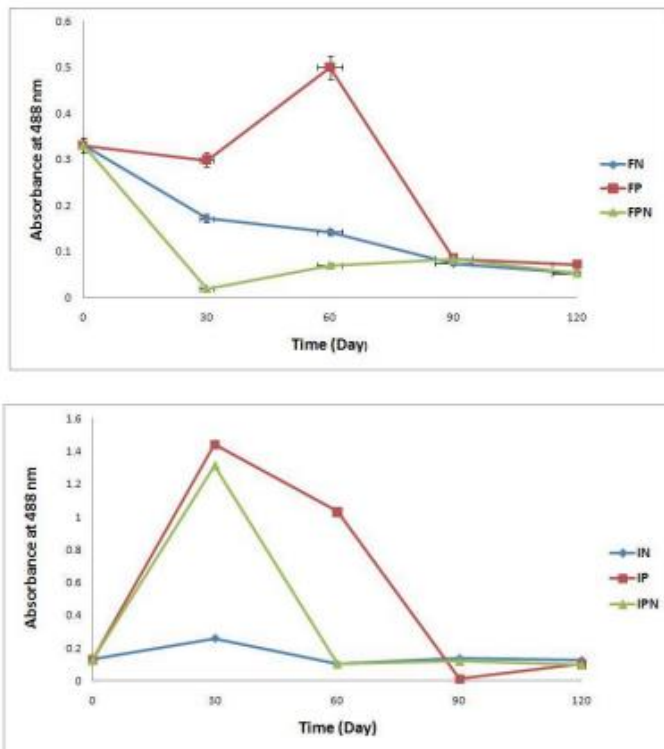 0.6
0.5
0.4
0.3
0.2
0.1
0
Absorbance at 488 nm
0 30 60 90 120
Time (Day)
FN
FP
FPN
1.6
1.4
1.2
1
0.8
0.6
0.4
0.2
0
Absorbance at 488 nm
0 30 60 90 120
Time (Day)
IN
IP
IPN